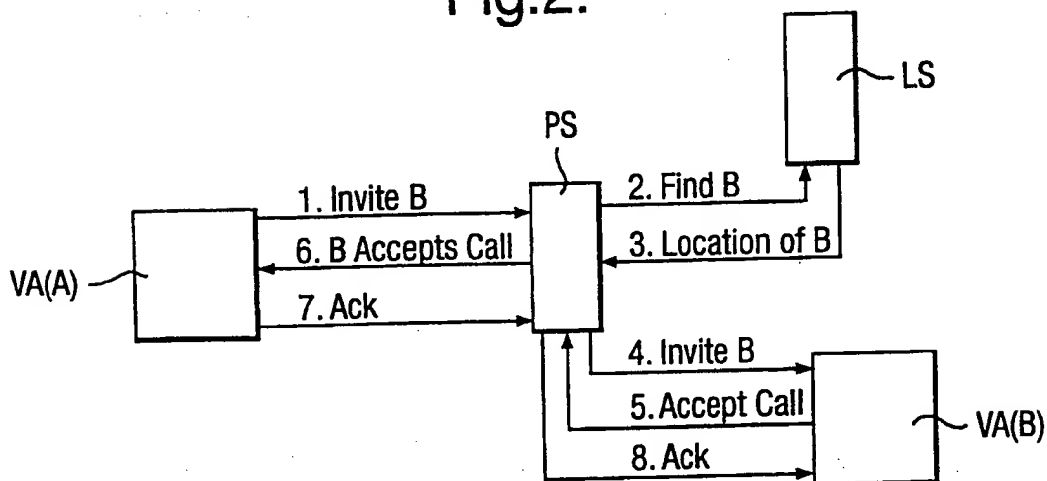 Fig.2.
LS
PS
1. Invite B
2. Find B
6. B Accepts Call
3. Location of B
VA(A)
7. Ack
4. Invite B
5. Accept Call
VA(B)
8. Ack